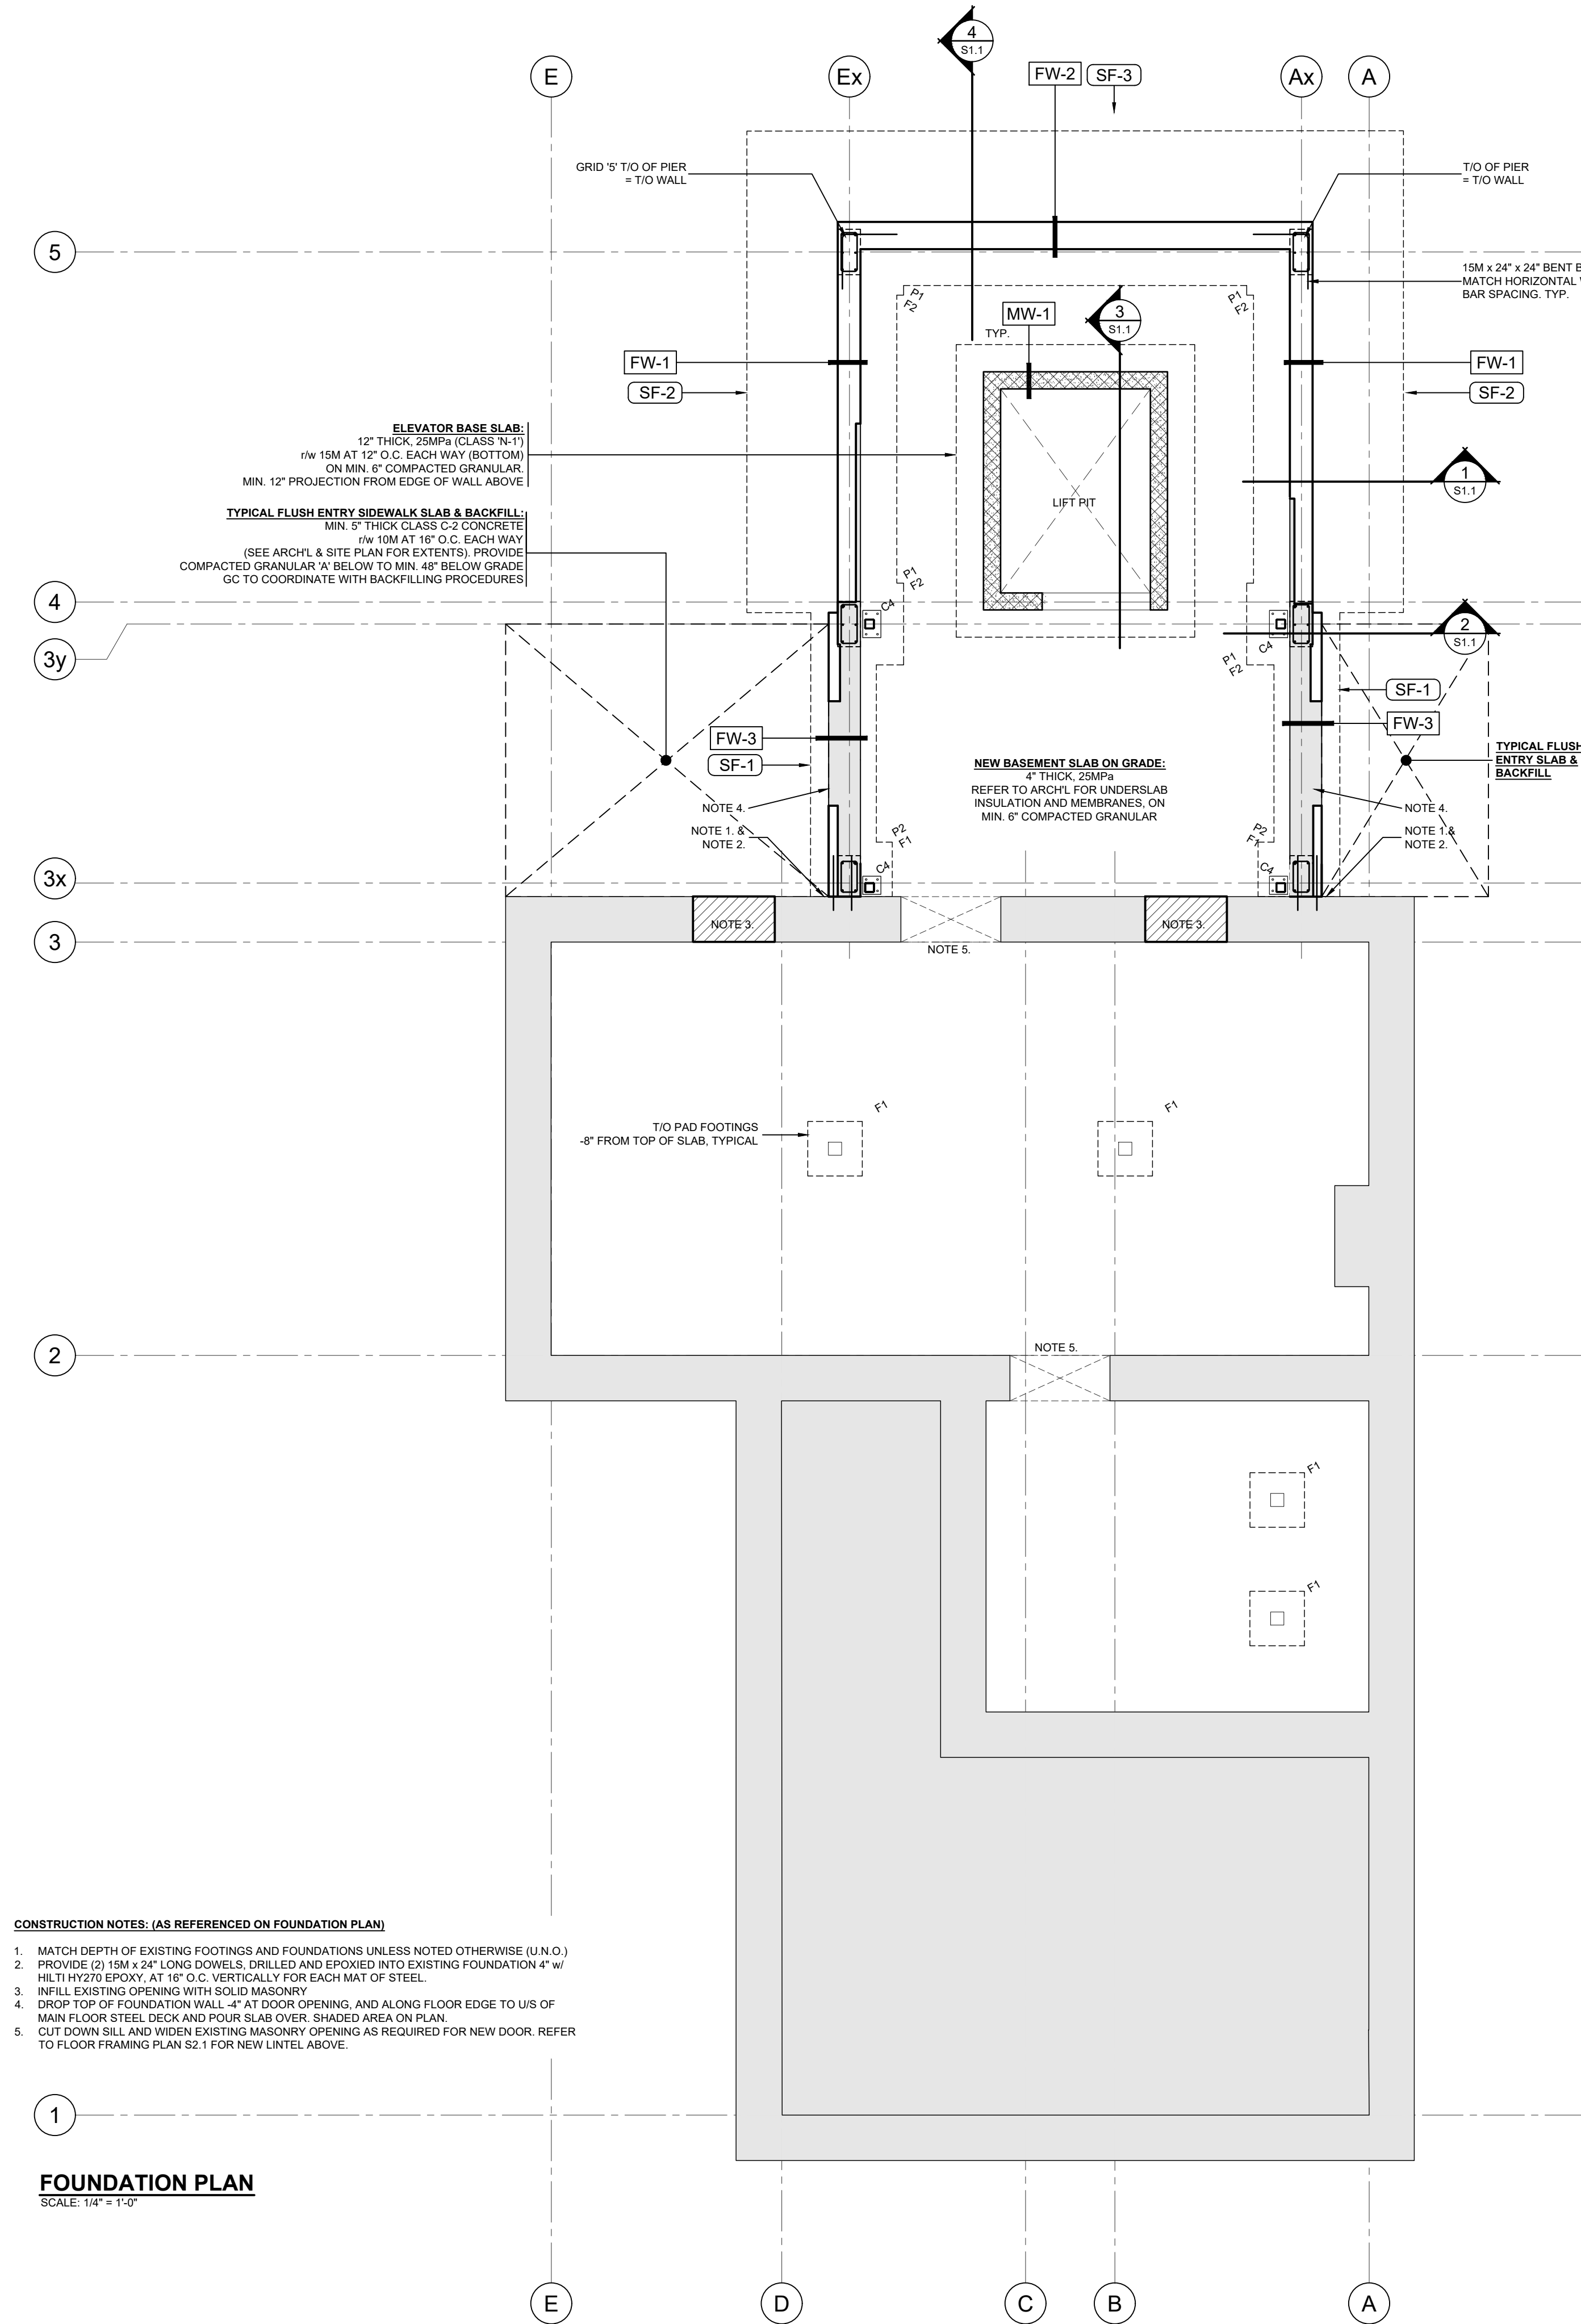 4
S1.1
E
Ex
FW-2
SF-3
Ax
A
GRID '5' T/O OF PIER
= T/O WALL
T/O OF PIER
= T/O WALL
5
15M x 24" x 24" BENT
MATCH HORIZONTAL
BAR SPACING. TYP.
P1
F2
P1
F2
MW-1
TYP.
3
S1.1
FW-1
SF-2
FW-1
SF-2
ELEVATOR BASE SLAB:
12" THICK, 25MPa (CLASS 'N-1')
r/w 15M AT 12" O.C. EACH WAY (BOTTOM)
ON MIN. 6" COMPACTED GRANULAR.
MIN. 12" PROJECTION FROM EDGE OF WALL ABOVE
1
S1.1
LIFT PIT
TYPICAL FLUSH ENTRY SIDEWALK SLAB & BACKFILL:
MIN. 5" THICK CLASS C-2 CONCRETE
r/w 10M AT 16" O.C. EACH WAY
(SEE ARCH'L & SITE PLAN FOR EXTENTS). PROVIDE
COMPACTED GRANULAR 'A' BELOW TO MIN. 48" BELOW GRADE
GC TO COORDINATE WITH BACKFILLING PROCEDURES
P1
F2
4
C4
3y
2
S1.1
C4
P1
F2
SF-1
FW-3
FW-3
SF-1
TYPICAL FLUSH
ENTRY SLAB &
BACKFILL
NEW BASEMENT SLAB ON GRADE:
4" THICK, 25MPa
REFER TO ARCH'L FOR UNDERSLAB
INSULATION AND MEMBRANES, ON
MIN. 6" COMPACTED GRANULAR
NOTE 4.
NOTE 1. &
NOTE 2.
NOTE 4.
NOTE 1.&
NOTE 2.
P2
F1
P2
F1
C4
C4
3x
NOTE 3.
NOTE 3.
3
NOTE 5.
F1
F1
T/O PAD FOOTINGS
-8" FROM TOP OF SLAB, TYPICAL
2
NOTE 5.
F1
F1
CONSTRUCTION NOTES: (AS REFERENCED ON FOUNDATION PLAN)
1. MATCH DEPTH OF EXISTING FOOTINGS AND FOUNDATIONS UNLESS NOTED OTHERWISE (U.N.O.)
2. PROVIDE (2) 15M x 24" LONG DOWELS, DRILLED AND EPOXIED INTO EXISTING FOUNDATION 4" w/
HILTI HY270 EPOXY, AT 16" O.C. VERTICALLY FOR EACH MAT OF STEEL.
3. INFILL EXISTING OPENING WITH SOLID MASONRY
4. DROP TOP OF FOUNDATION WALL -4" AT DOOR OPENING, AND ALONG FLOOR EDGE TO U/S OF
MAIN FLOOR STEEL DECK AND POUR SLAB OVER. SHADED AREA ON PLAN.
5. CUT DOWN SILL AND WIDEN EXISTING MASONRY OPENING AS REQUIRED FOR NEW DOOR. REFER
TO FLOOR FRAMING PLAN S2.1 FOR NEW LINTEL ABOVE.
1
FOUNDATION PLAN
SCALE: 1/4" = 1'-0"
E
D
C
B
A